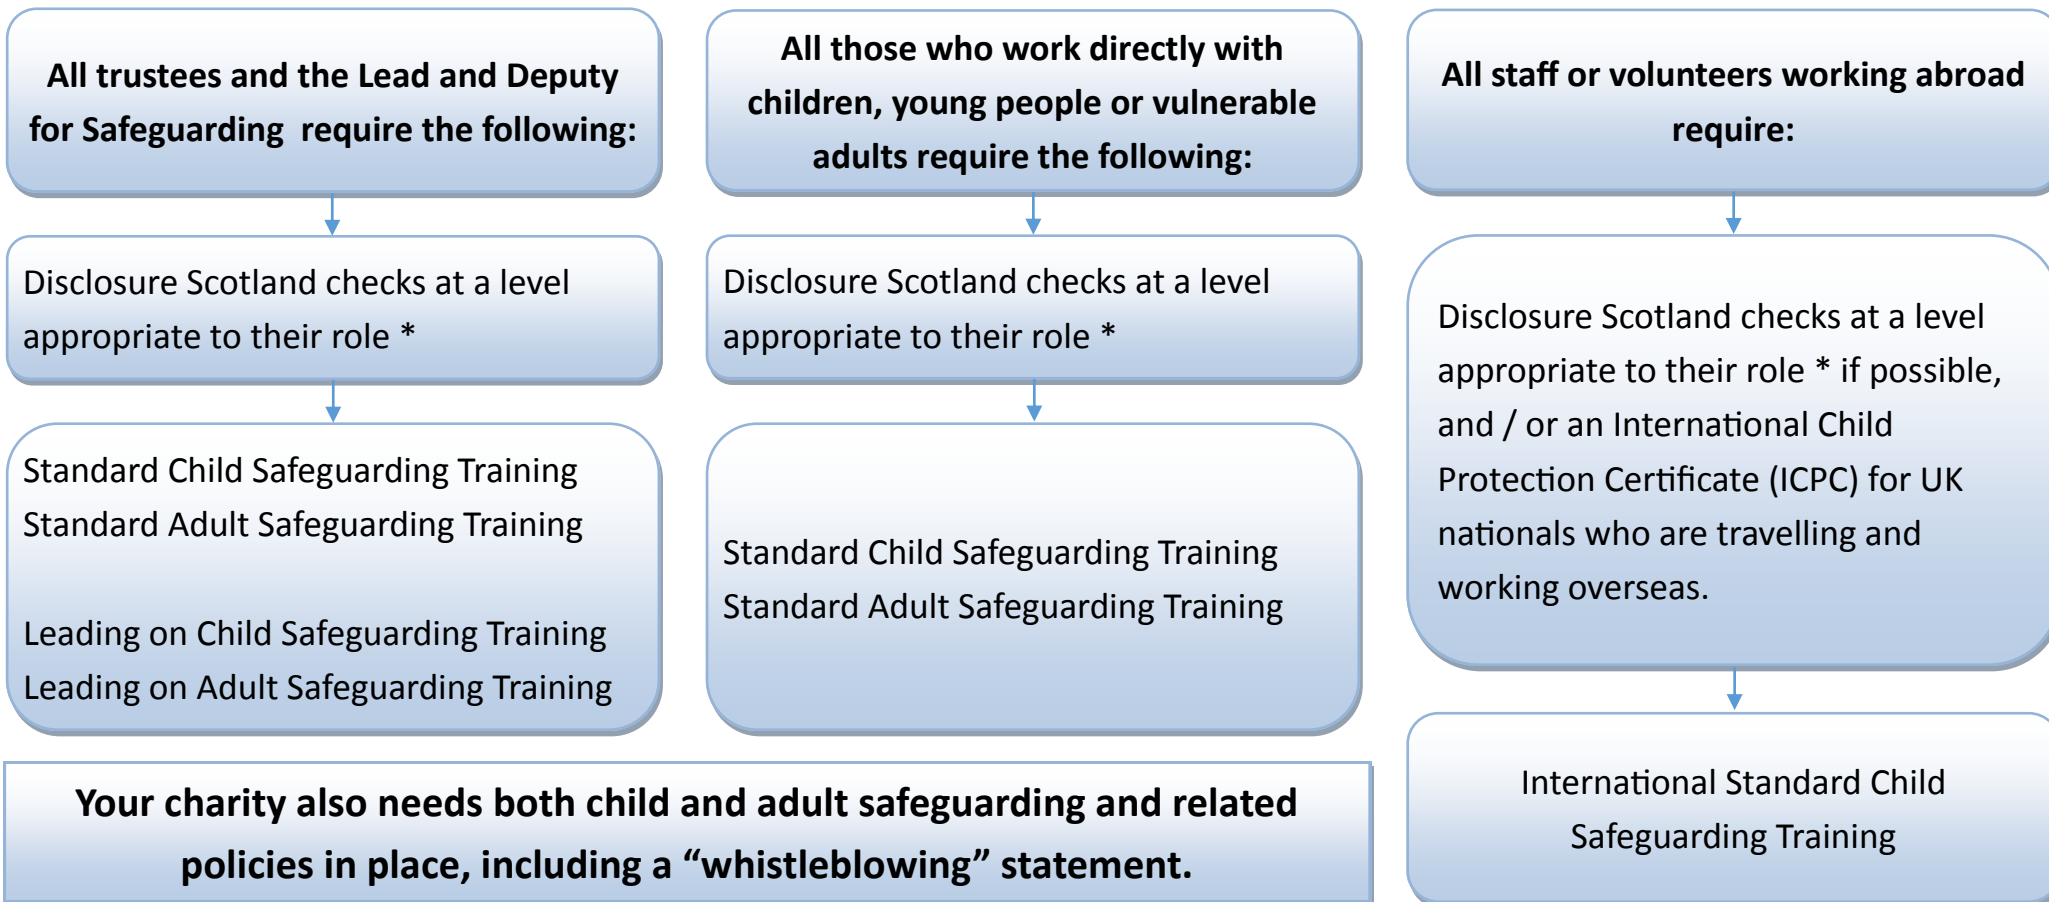 All trustees and the Lead and Deputy
for Safeguarding  require the following:
Disclosure Scotland checks at a level
appropriate to their role *
Standard Child Safeguarding Training
Standard Adult Safeguarding Training
Leading on Child Safeguarding Training
Leading on Adult Safeguarding Training
All those who work directly with
children, young people or vulnerable
adults require the following:
Disclosure Scotland checks at a level
appropriate to their role *
Standard Child Safeguarding Training
Standard Adult Safeguarding Training
All staff or volunteers working abroad
require:
Disclosure Scotland checks at a level
appropriate to their role * if possible,
and / or an International Child
Protection Certificate (ICPC) for UK
nationals who are travelling and
working overseas.
International Standard Child
Safeguarding Training
Your charity also needs both child and adult safeguarding and related
policies in place, including a “whistleblowing” statement.